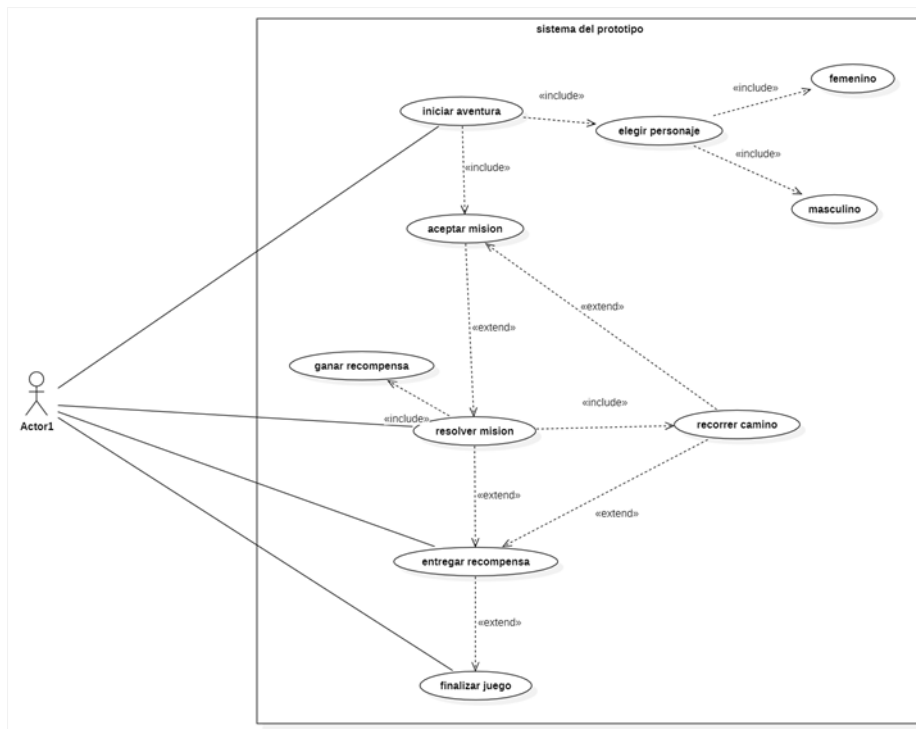 sistema del prototipo
femenino
«include»
«include»
iniciar aventura
elegir personaje
«include»
«include»
masculino
aceptar mision
«extend»
«extend»
ganar recompensa
Actor1
«include»
«include»
resolver mision
recorrer camino
«extend»
«extend»
entregar recompensa
«extend»
finalizar juego